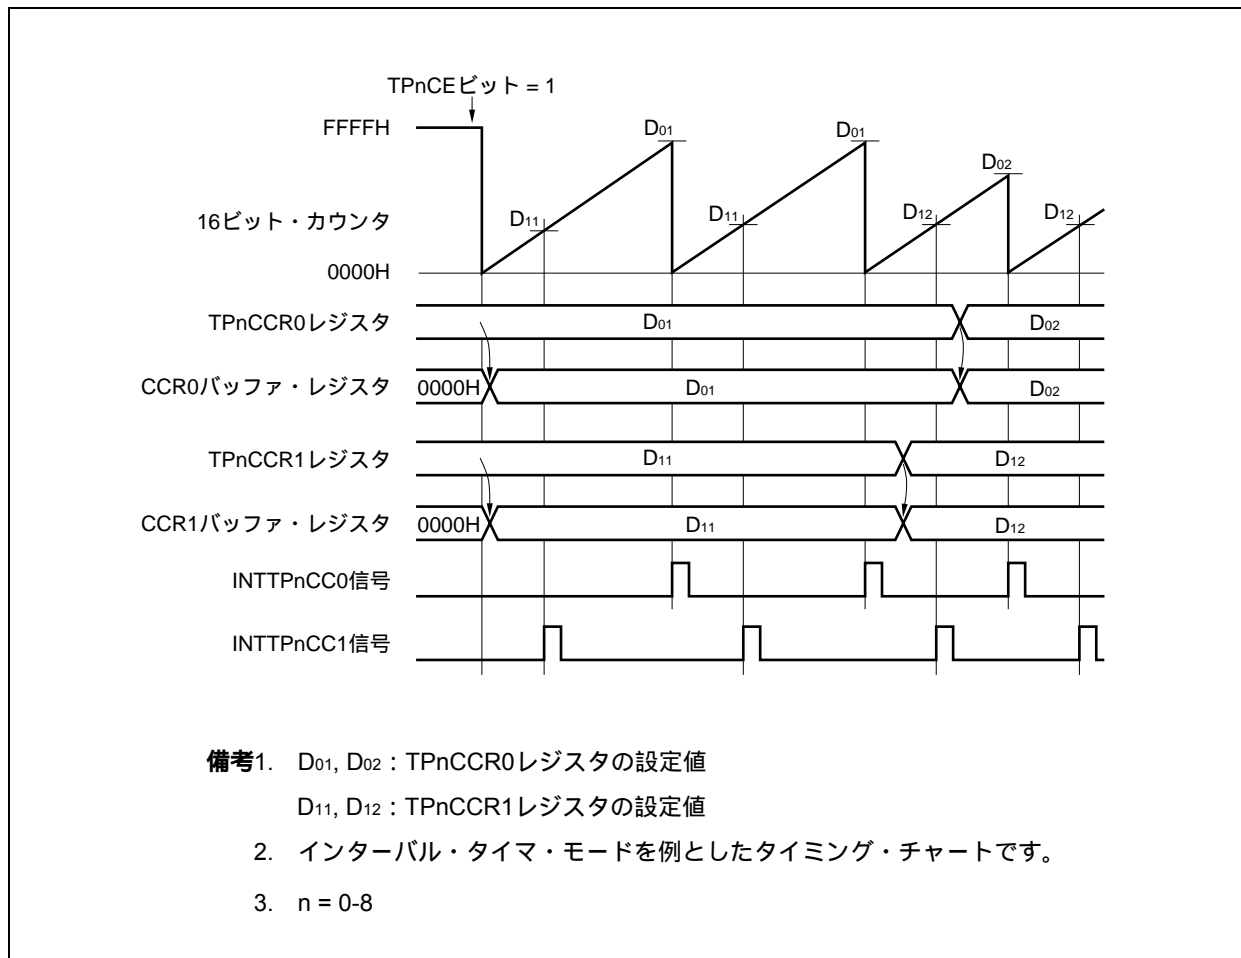 TPnCEビット = 1
FFFFH
D01
D01
D02
16ビット・カウンタ
D11
D11
D12
D12
0000H
TPnCCR0レジスタ
D01
D02
CCR0バッファ・レジスタ
0000H
D01
D02
TPnCCR1レジスタ
D11
D12
CCR1バッファ・レジスタ
0000H
D11
D12
INTTPnCC0信号
INTTPnCC1信号
備考1. D01, D02 : TPnCCR0レジスタの設定値
D11, D12 : TPnCCR1レジスタの設定値
2. インターバル・タイマ・モードを例としたタイミング・チャートです。
3. n = 0-8